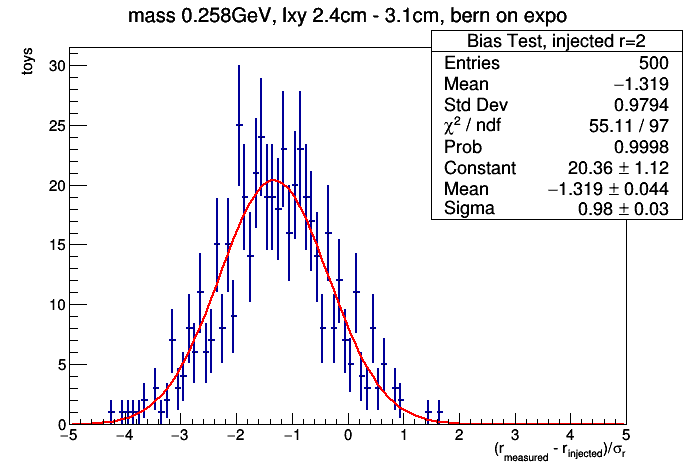 mass 0.258GeV, lxy 2.4cm - 3.1cm, bern on expo
toys
Bias Test, injected r=2
Entries 500
Mean −1.319
Std Dev 0.9794
χ² / ndf 55.11 / 97
Prob 0.9998
Constant 20.36 ± 1.12
Mean −1.319 ± 0.044
Sigma 0.98 ± 0.03
30
25
20
15
10
5
0
−5 −4 −3 −2 −1 0 1 2 3 4 5
(r_measured - r_injected)/σ_r